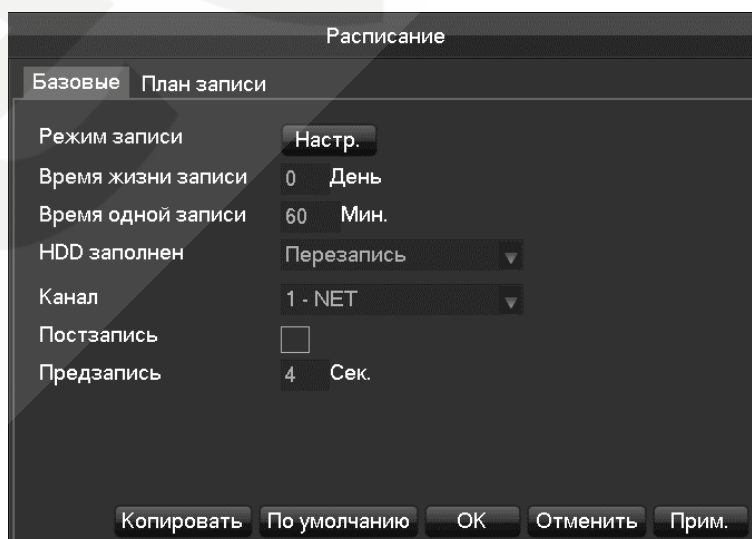 Расписание
Базовые План записи
Режим записи Настр.
Время жизни записи 0 День
Время одной записи 60 Мин.
HDD заполнен Перезапись
Канал 1 - NET
Постзапись
Предзапись 4 Сек.
Копировать По умолчанию OK Отменить Прим.